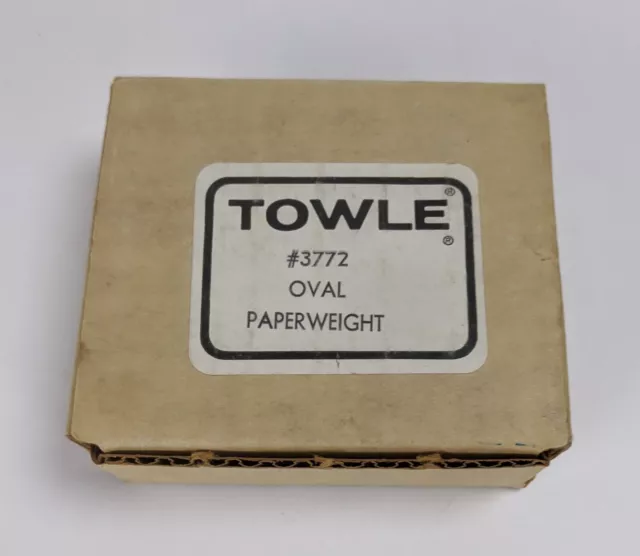 TOWLE®
®
#3772
OVAL
PAPERWEIGHT